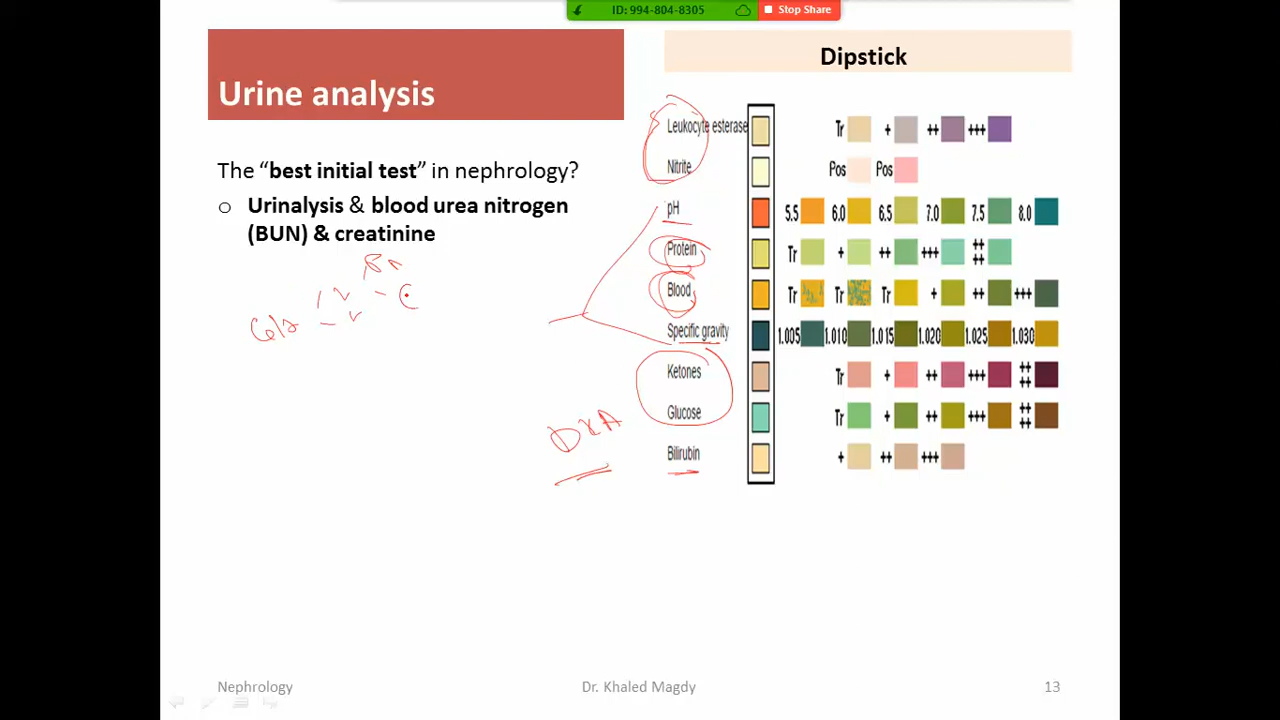 ID: 994-804-8305
Stop Share
Urine analysis
The “best initial test” in nephrology?
o Urinalysis & blood urea nitrogen
(BUN) & creatinine
DKA
Dipstick
Leukocyte esterase Tr + ++ +++
Nitrite Pos Pos
pH 5.5 6.0 6.5 7.0 7.5 8.0
Protein Tr + ++ +++ ++++
Blood Tr Tr Tr + ++ +++
Specific gravity 1.005 1.010 1.015 1.020 1.025 1.030
Ketones Tr + ++ +++ ++++
Glucose Tr + ++ +++ ++++
Bilirubin + ++ +++
Nephrology
Dr. Khaled Magdy
13